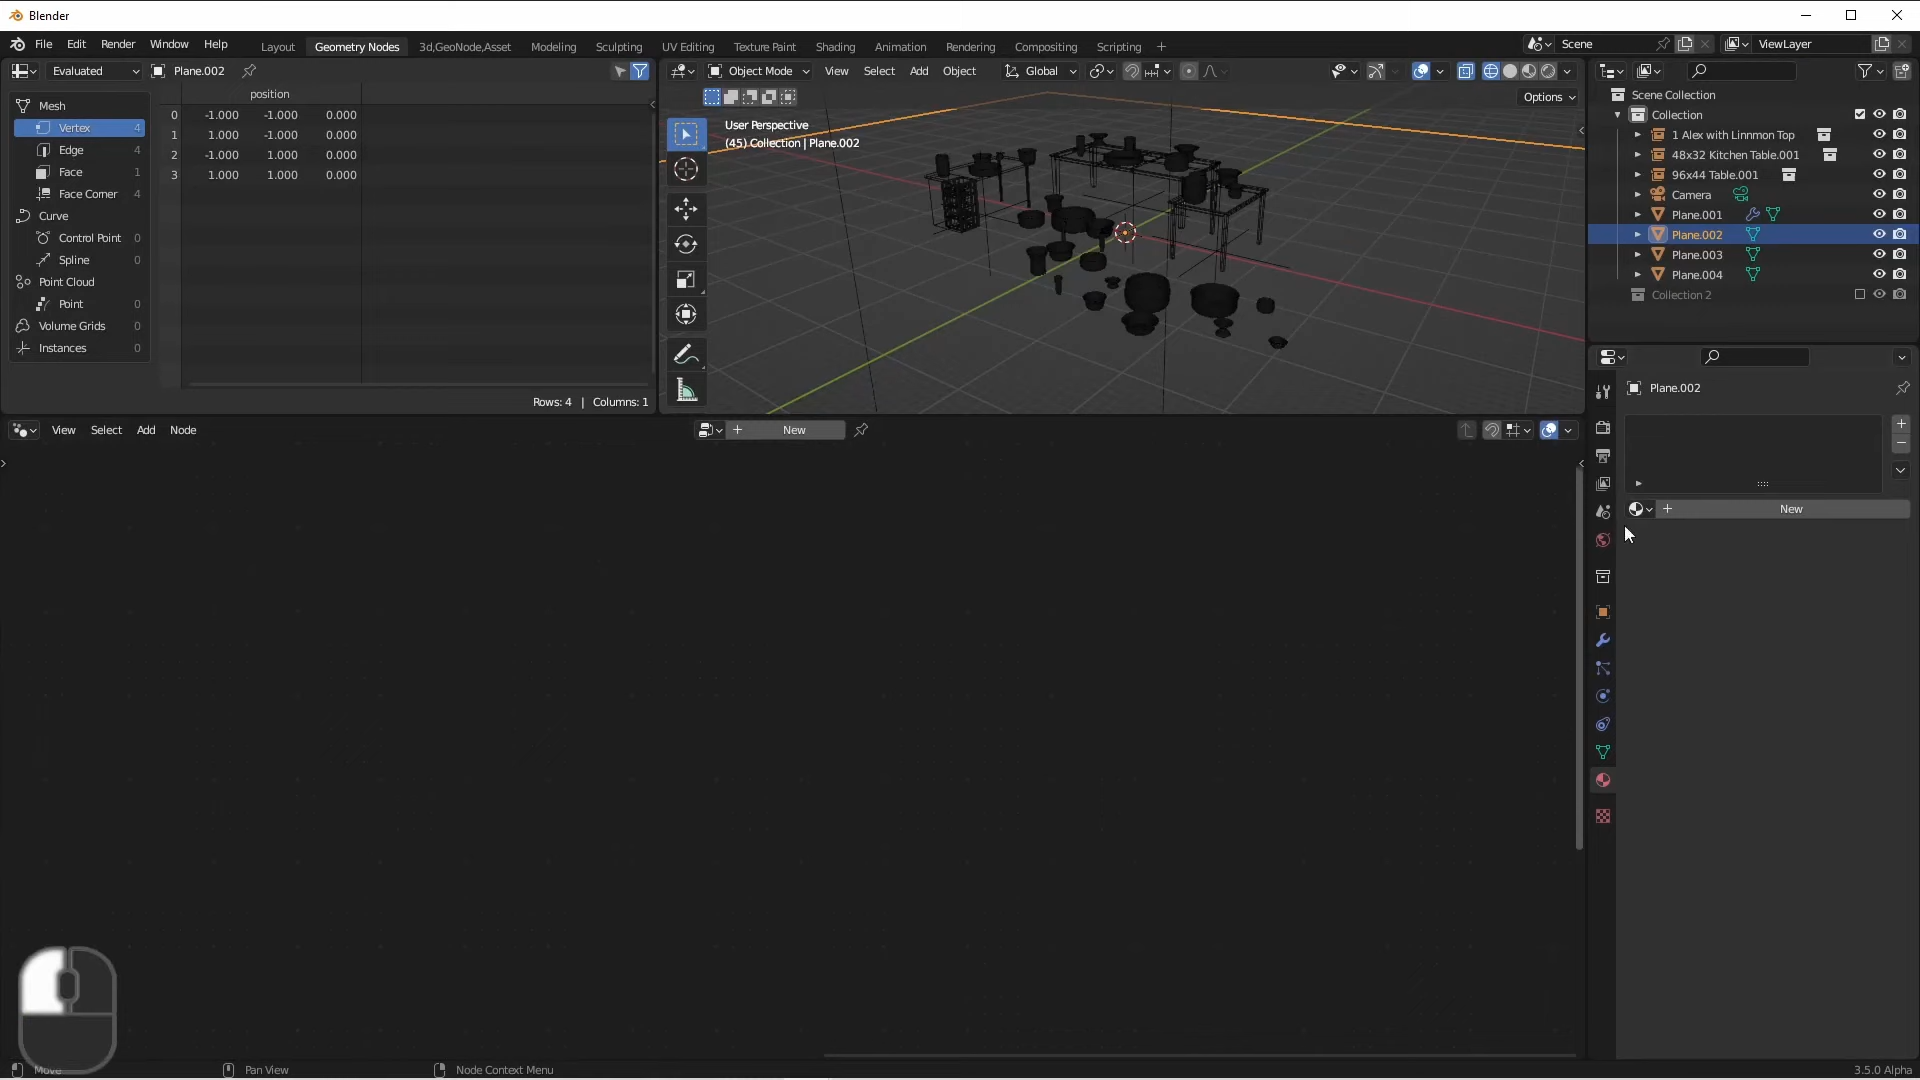 Blender
File Edit Render Window Help Layout Geometry Nodes 3d,GeoNode,Asset Modeling Sculpting UV Editing Texture Paint Shading Animation Rendering Compositing Scripting Scene ViewLayer
Evaluated Plane.002
position
Mesh
Vertex 4
Edge 4
Face 1
Face Corner 4
Curve
Control Point 0
Spline 0
Point Cloud
Point 0
Volume Grids 0
Instances 0
0 -1.000 -1.000 0.000
1 1.000 -1.000 0.000
2 -1.000 1.000 0.000
3 1.000 1.000 0.000
Rows: 4 | Columns: 1
Object Mode View Select Add Object Global
Options
User Perspective
(45) Collection | Plane.002
Scene Collection
Collection
1 Alex with Linnmon Top
48x32 Kitchen Table.001
96x44 Table.001
Camera
Plane.001
Plane.002
Plane.003
Plane.004
Collection 2
Plane.002
New
View Select Add Node New
Move Pan View Node Context Menu 3.5.0 Alpha